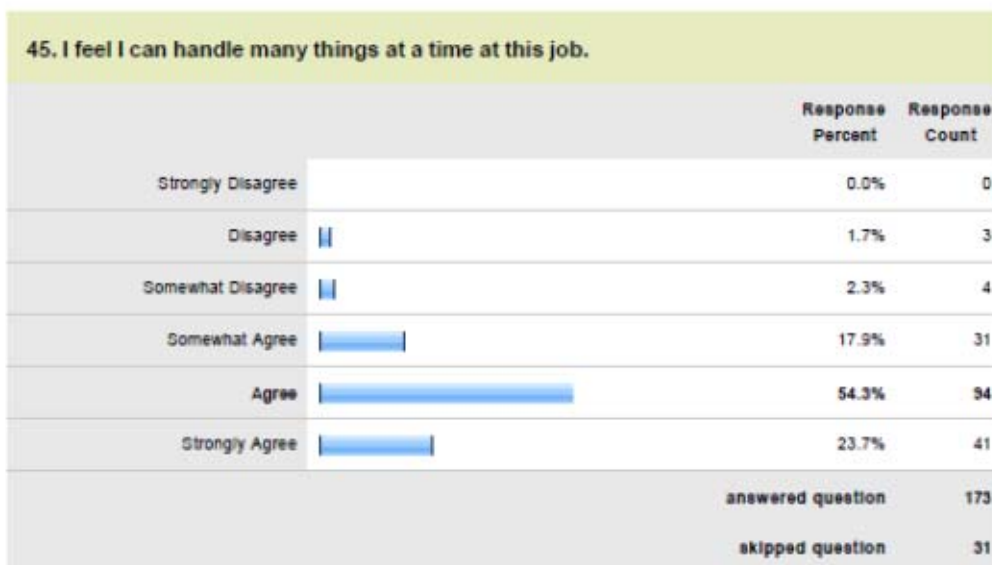 45. I feel I can handle many things at a time at this job.
Response Percent Response Count
Strongly Disagree 0.0% 0
Disagree 1.7% 3
Somewhat Disagree 2.3% 4
Somewhat Agree 17.9% 31
Agree 54.3% 94
Strongly Agree 23.7% 41
answered question 173
skipped question 31